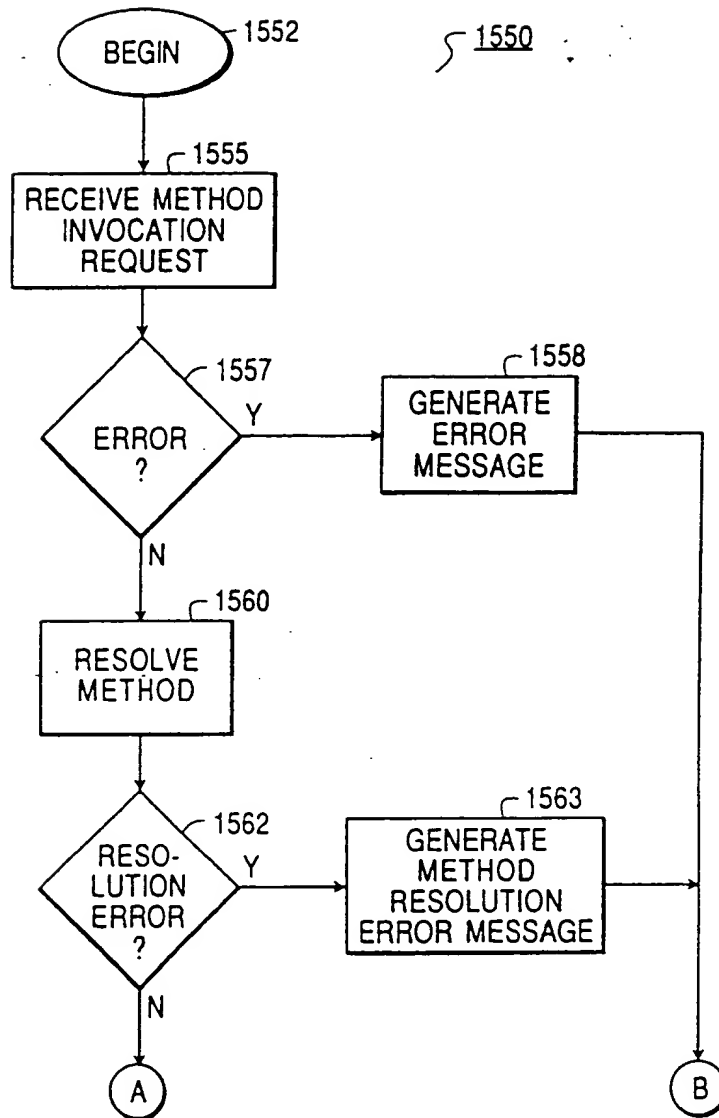 BEGIN
1552
1550
1555
RECEIVE METHOD
INVOCATION
REQUEST
1557
ERROR
?
Y
N
1558
GENERATE
ERROR
MESSAGE
1560
RESOLVE
METHOD
1562
RESO-
LUTION
ERROR
?
Y
N
1563
GENERATE
METHOD
RESOLUTION
ERROR MESSAGE
A
B